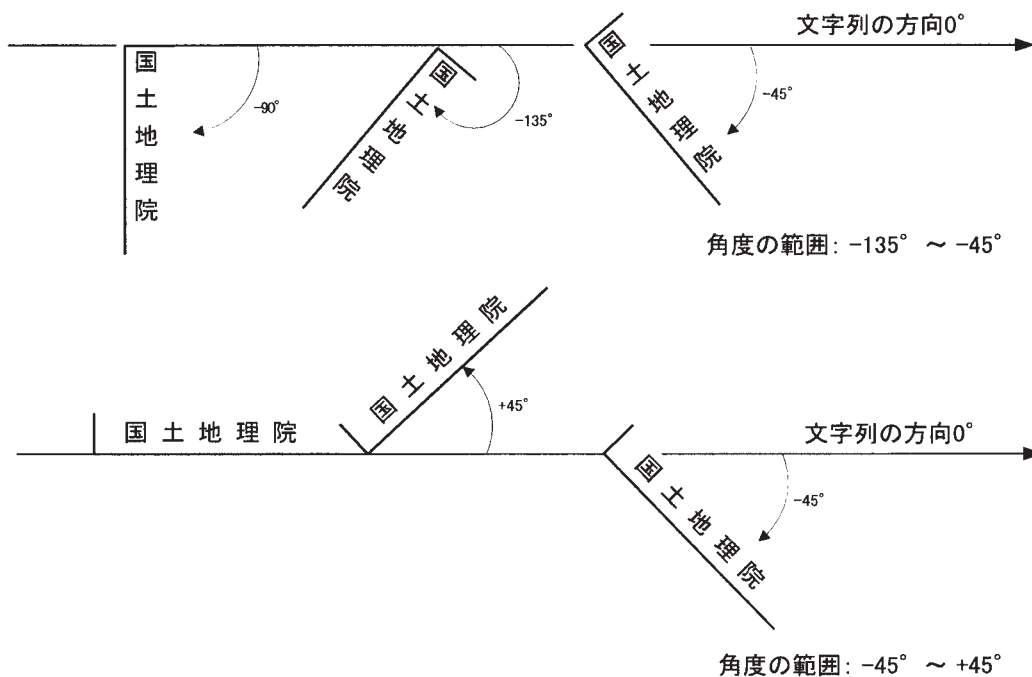 文字列の方向0°
国土地理院
-90°
国土地理院
-135°
国土地理院
-45°
角度の範囲: -135° ～ -45°
国土地理院
国土地理院
+45°
文字列の方向0°
国土地理院
-45°
角度の範囲: -45° ～ +45°